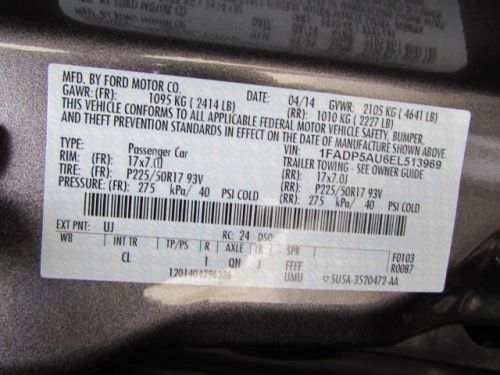 MFD. BY FORD MOTOR CO.
DATE: 04/14 GVWR: 2105 KG ( 4641 LB)
GAWR: (FR): 1095 KG ( 2414 LB) (RR): 1010 KG ( 2227 LB)
THIS VEHICLE CONFORMS TO ALL APPLICABLE FEDERAL MOTOR VEHICLE SAFETY, BUMPER,
AND THEFT PREVENTION STANDARDS IN EFFECT ON THE DATE OF MANUFACTURE SHOWN ABOVE.
VIN: 1FADP5AU6EL513969
TYPE: Passenger Car TRAILER TOWING - SEE OWNER GUIDE
RIM: (FR): 17x7.0J (RR): 17x7.0J
TIRE: (FR): P225/50R17 93V (RR): P225/50R17 93V
PRESSURE: (FR): 275 kPa/ 40 PSI COLD (RR): 275 kPa/ 40 PSI COLD
EXT PNT: UJ RC: 24 DSO:
WB INT TR TP/PS R AXLE TR SPR F0103
CL 1 QN J FFFF R0087
1201404296386 UMU 5U5A-3520472-AA